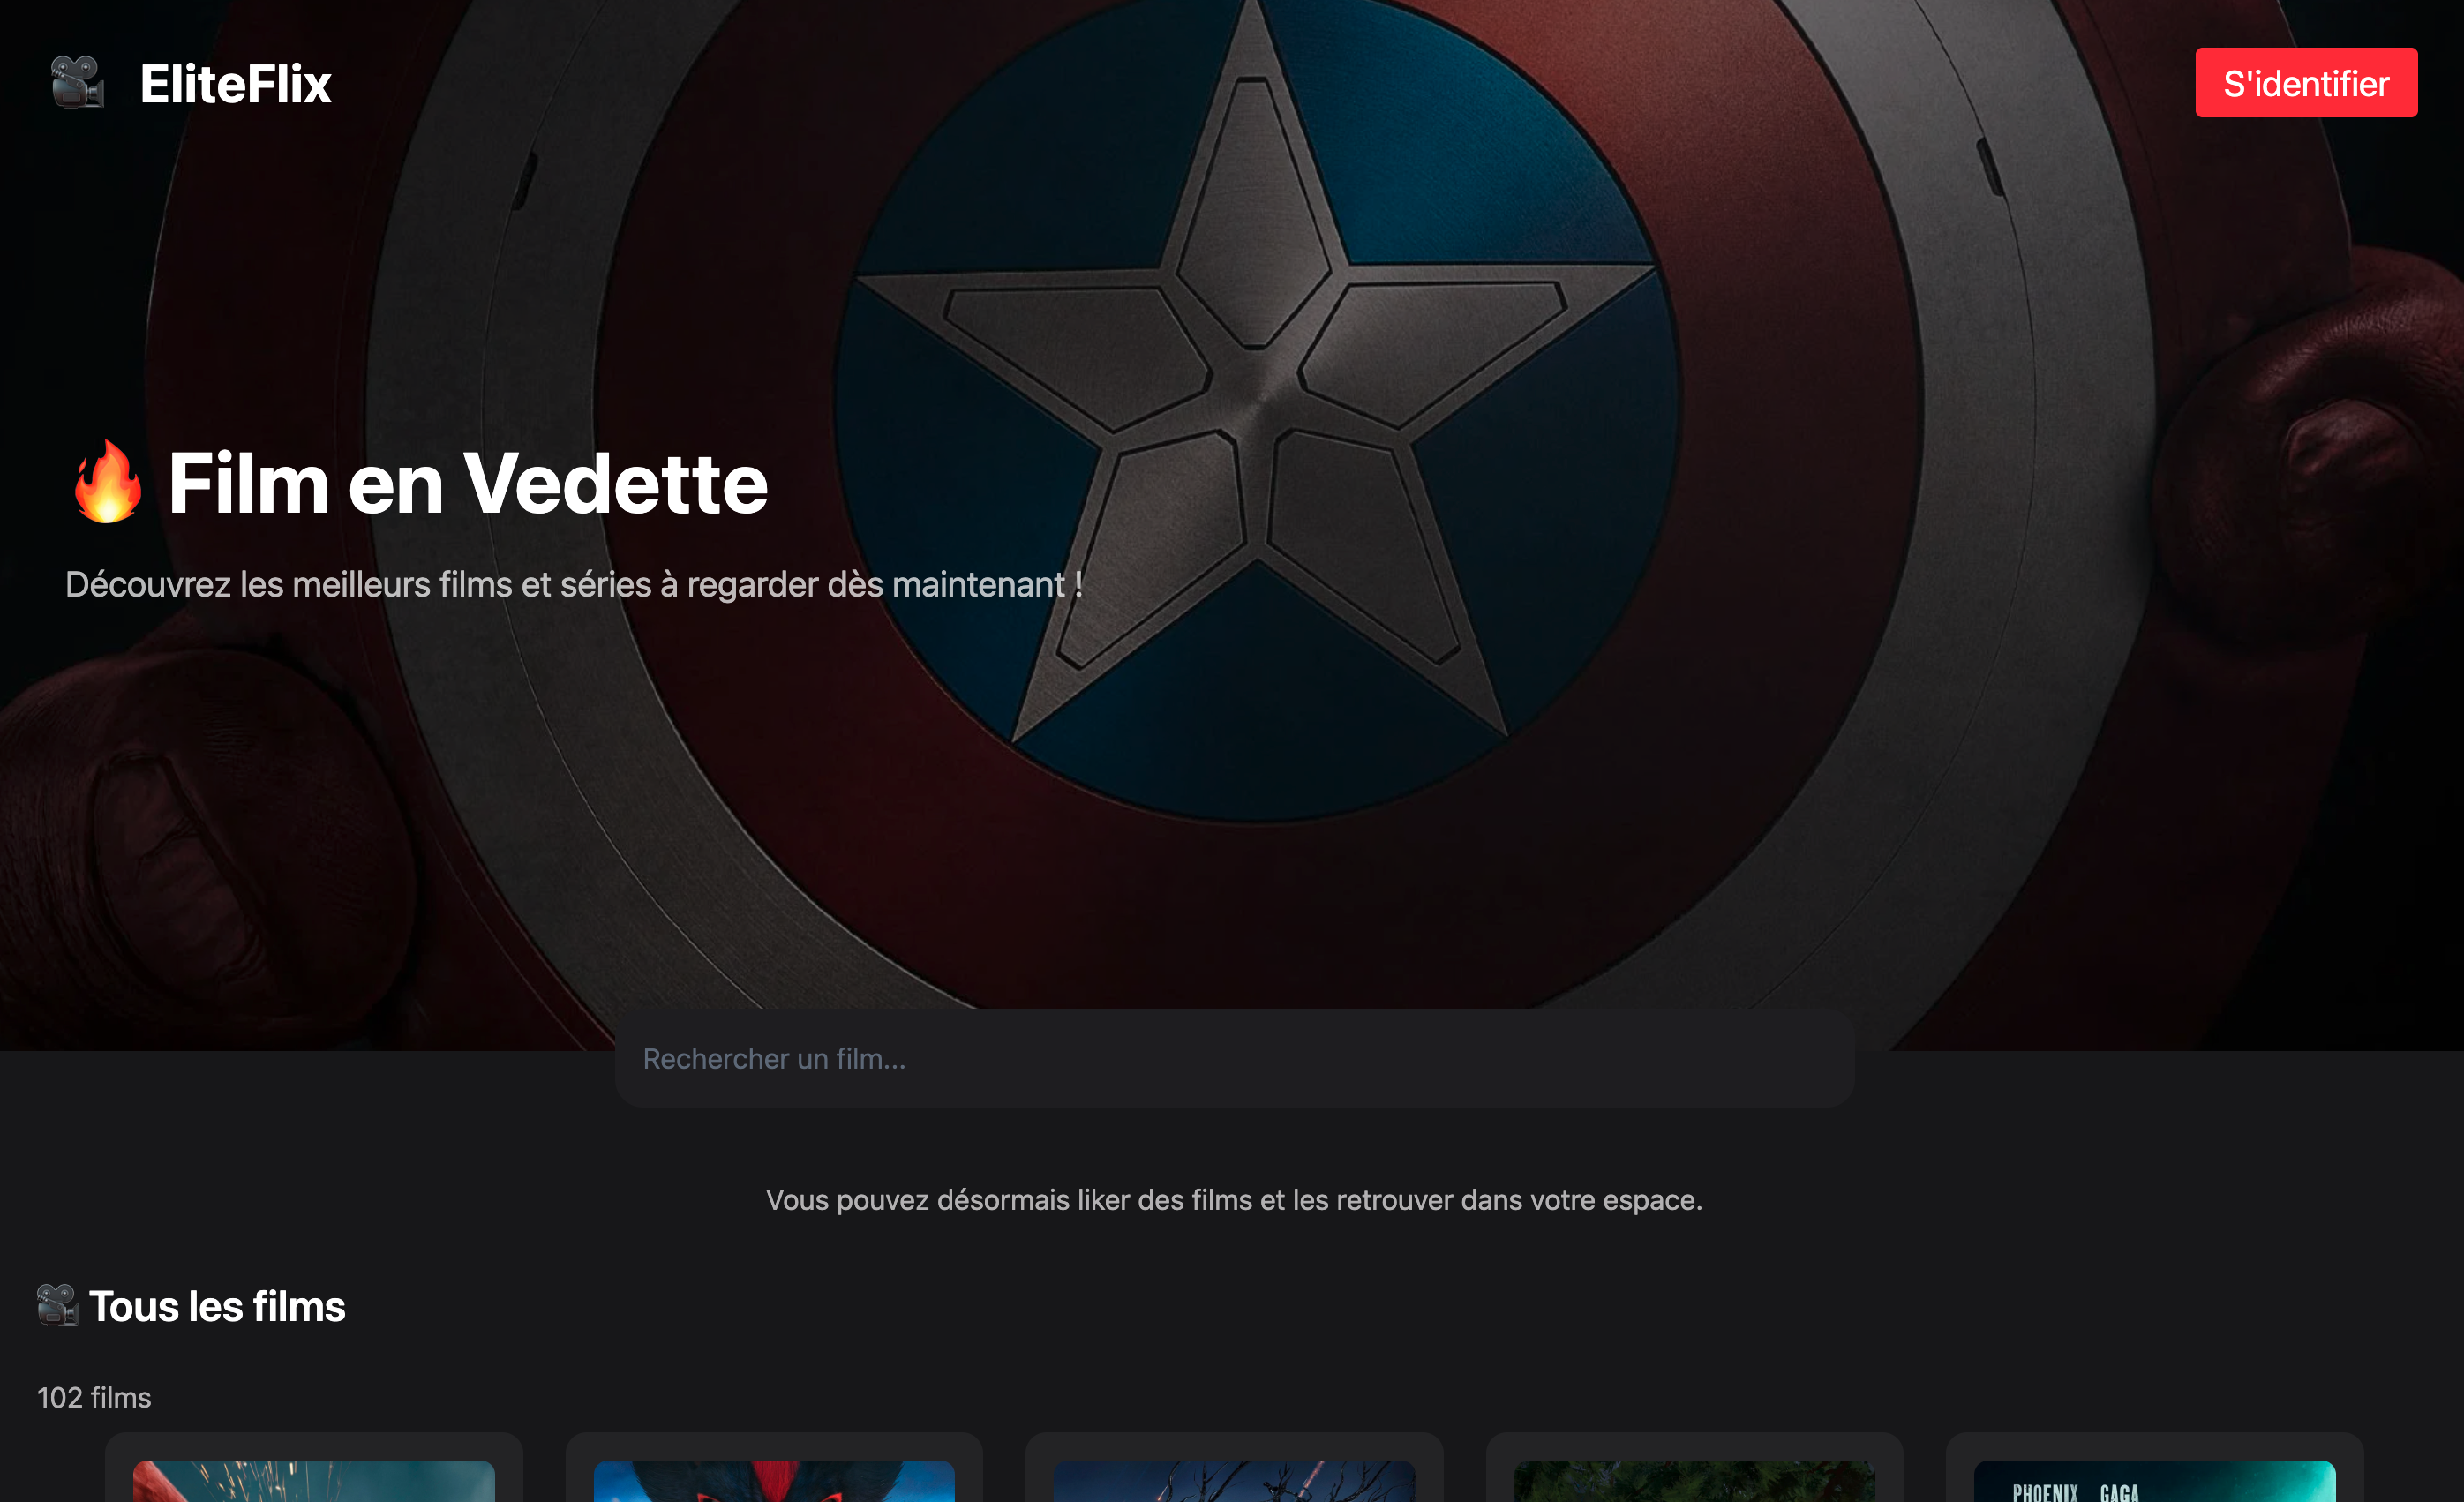 EliteFlix
S'identifier
Film en Vedette
Découvrez les meilleurs films et séries à regarder dès maintenant !
Rechercher un film...
Vous pouvez désormais liker des films et les retrouver dans votre espace.
Tous les films
102 films
PHOENIX GAGA